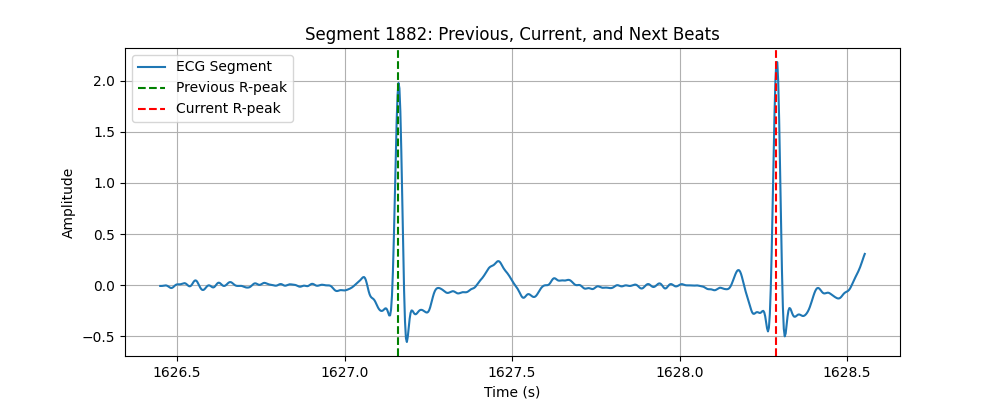 Segment 1882: Previous, Current, and Next Beats
ECG Segment
Previous R-peak
Current R-peak
Amplitude
2.0
1.5
1.0
0.5
0.0
−0.5
1626.5
1627.0
1627.5
1628.0
1628.5
Time (s)